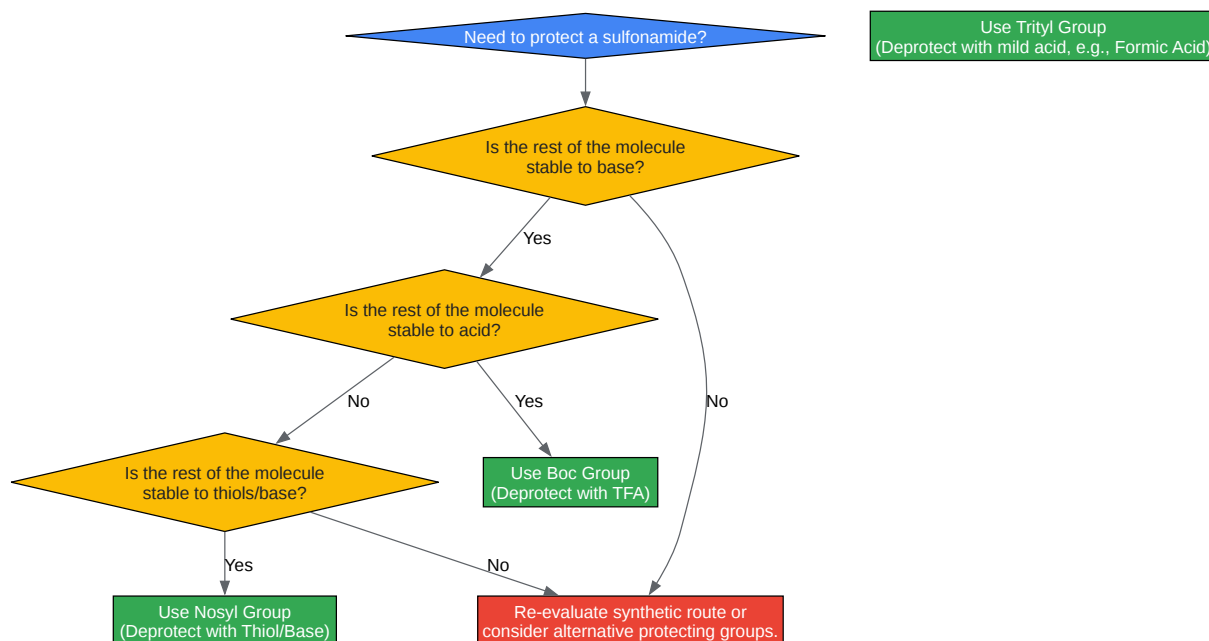 Need to protect a sulfonamide?
Use Trityl Group
(Deprotect with mild acid, e.g., Formic Acid)
Is the rest of the molecule
stable to base?
Yes
Is the rest of the molecule
stable to acid?
No
Yes
No
Is the rest of the molecule
stable to thiols/base?
Use Boc Group
(Deprotect with TFA)
Yes
No
Use Nosyl Group
(Deprotect with Thiol/Base)
Re-evaluate synthetic route or
consider alternative protecting groups.